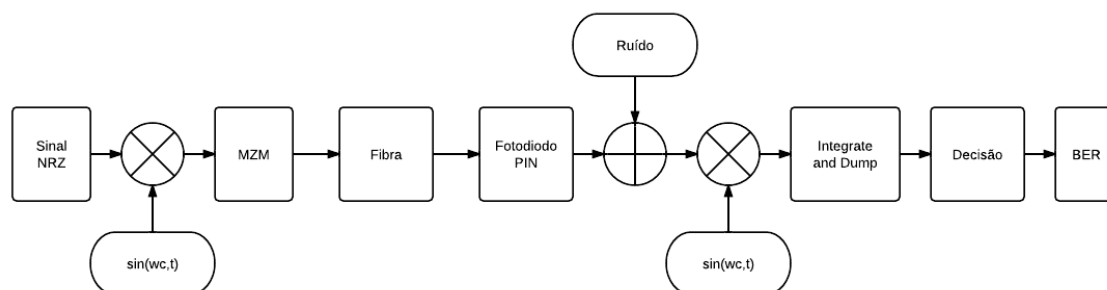 Ruído
Sinal
NRZ
MZM
Fibra
Fotodiodo
PIN
Integrate
and Dump
Decisão
BER
sin(wc,t)
sin(wc,t)